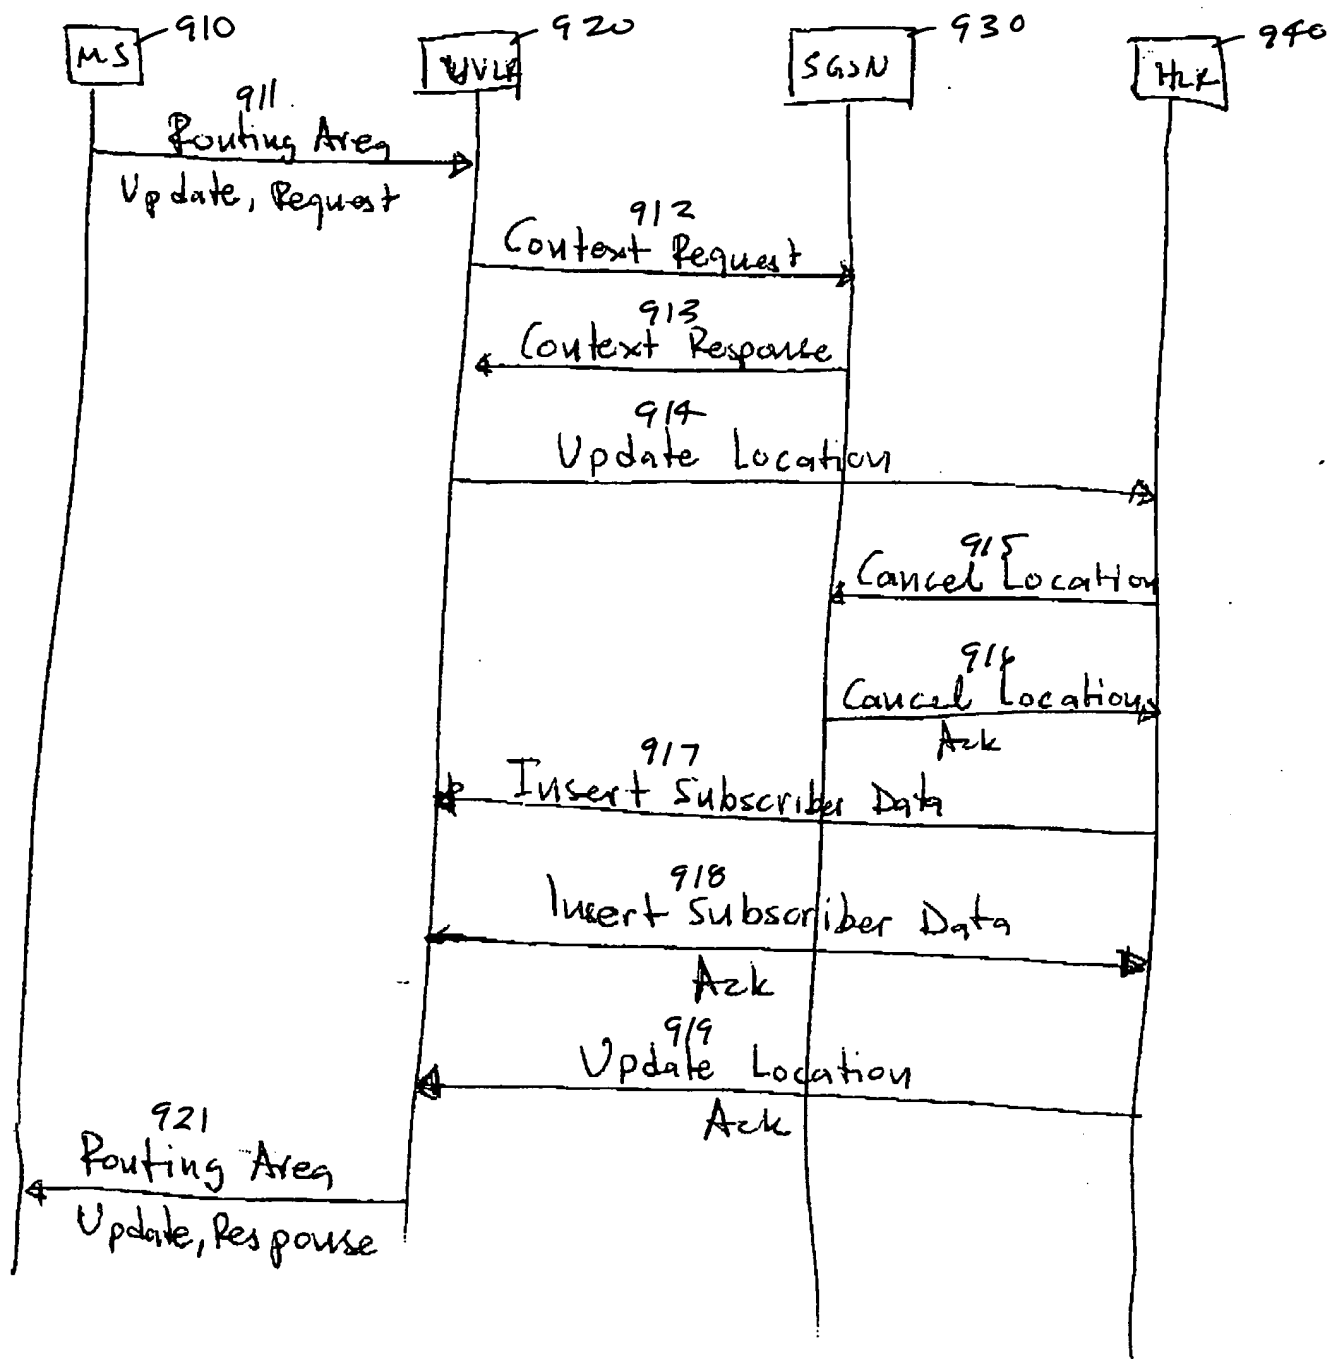 MS 910
UVLR 920
SGSN 930
HLR 940
911
Routing Area
Update, Request
912
Context Request
913
Context Response
914
Update Location
915
Cancel Location
916
Cancel Location
Ack
917
Insert Subscriber Data
918
Insert Subscriber Data
Ack
919
Update Location
Ack
921
Routing Area
Update, Response